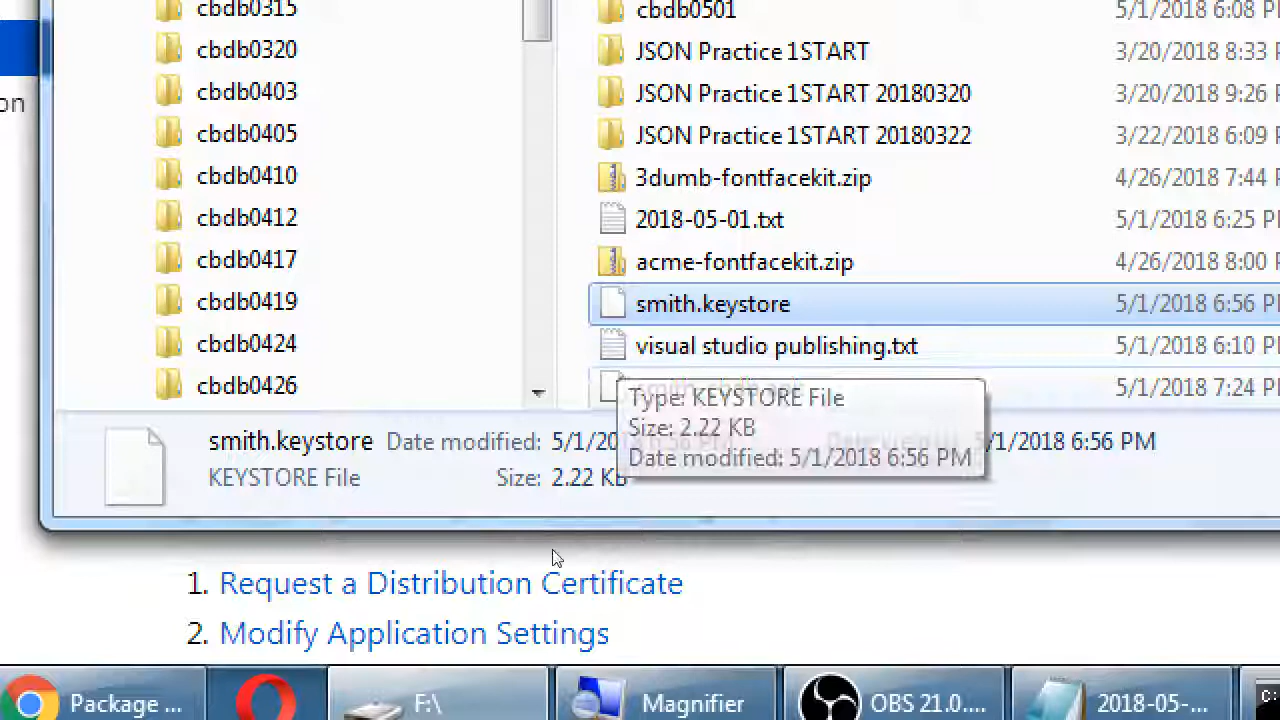 cbdb0315
cbdb0320
cbdb0403
cbdb0405
cbdb0410
cbdb0412
cbdb0417
cbdb0419
cbdb0424
cbdb0426
on
cbdb0501 5/1/2018 6:08 P
JSON Practice 1START 3/20/2018 8:33
JSON Practice 1START 20180320 3/20/2018 9:26
JSON Practice 1START 20180322 3/22/2018 6:09
3dumb-fontfacekit.zip 4/26/2018 7:44
2018-05-01.txt 5/1/2018 6:25 P
acme-fontfacekit.zip 4/26/2018 8:00
smith.keystore 5/1/2018 6:56 P
visual studio publishing.txt 5/1/2018 6:10 P
5/1/2018 7:24 P
Type: KEYSTORE File
Size: 2.22 KB
Date modified: 5/1/2018 6:56 PM
smith.keystore Date modified: 5/1/20 5/1/2018 6:56 PM
KEYSTORE File Size: 2.22 KB
1. Request a Distribution Certificate
2. Modify Application Settings
Package ... F:\ Magnifier OBS 21.0.... 2018-05-... C: